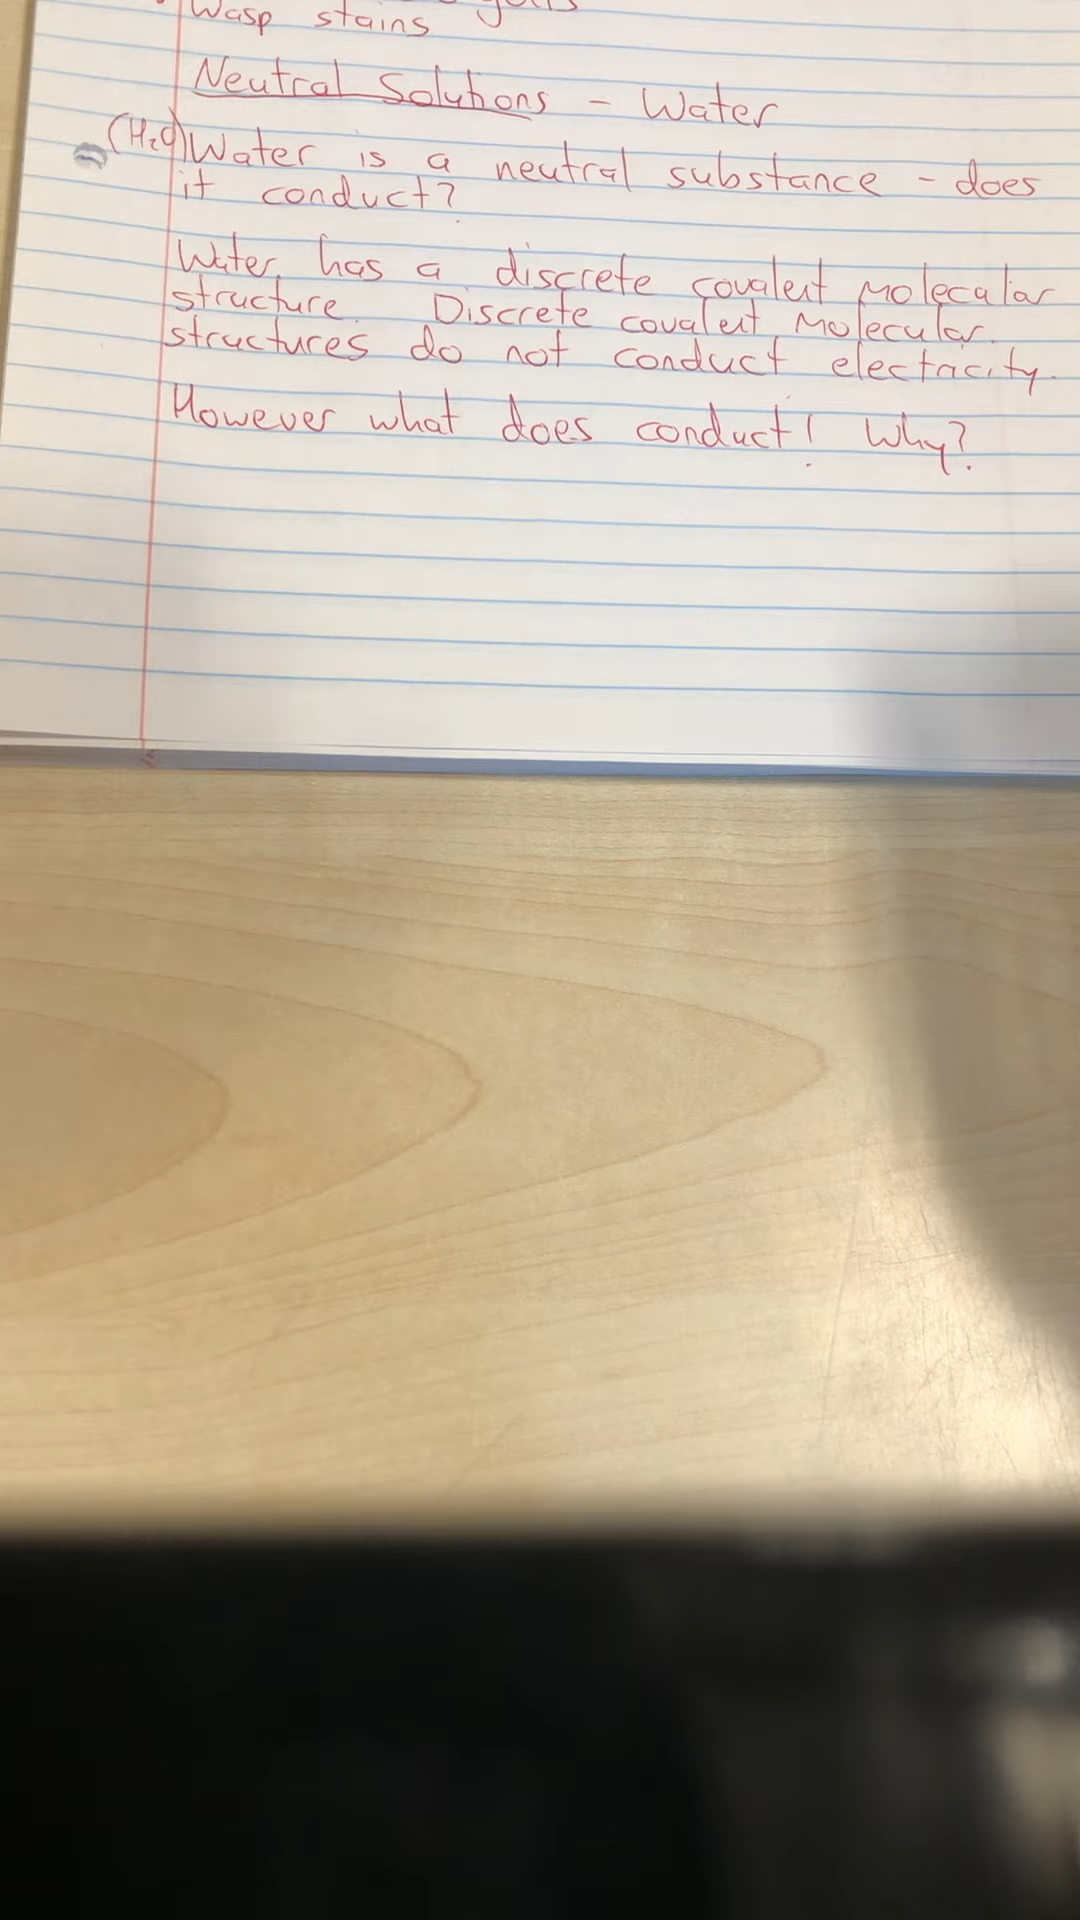 Wasp stains
Neutral Solutions - Water
(H₂O) Water is a neutral substance - does
it conduct?
Water has a discrete covalent molecular
structure. Discrete covalent molecular
structures do not conduct electricity.
However what does conduct! Why?